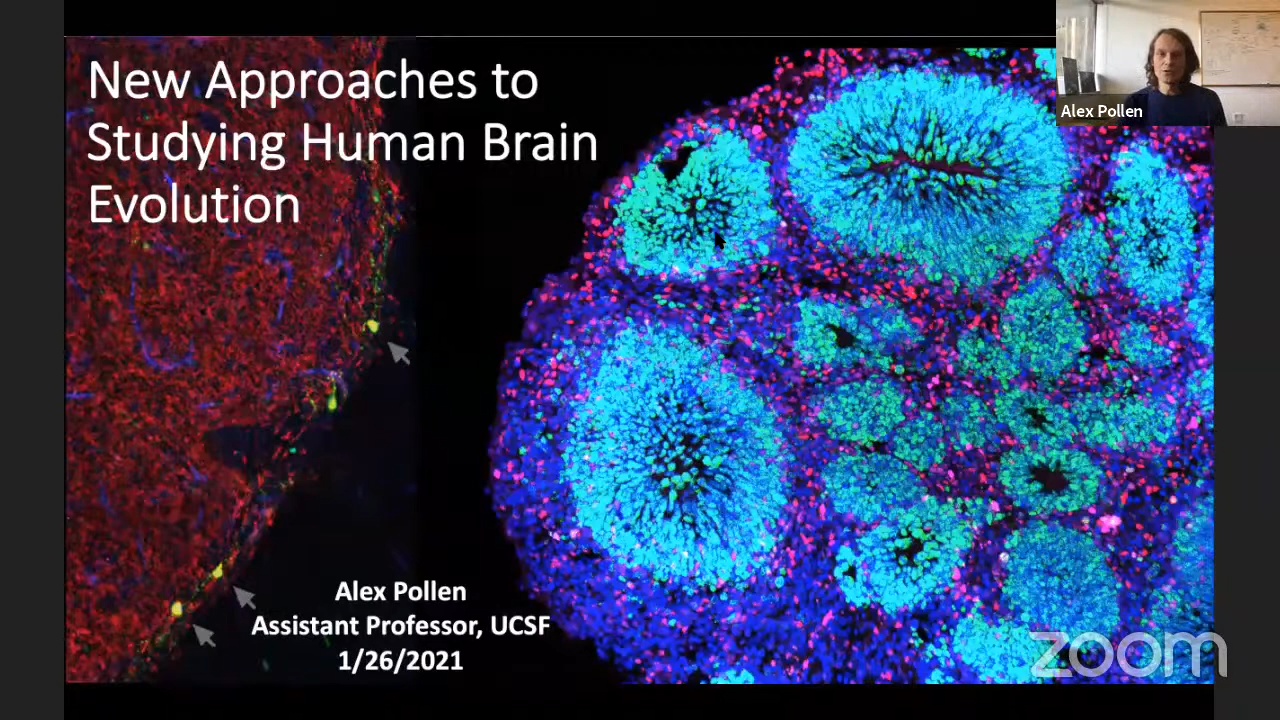 New Approaches to
Studying Human Brain
Evolution
Alex Pollen
Alex Pollen
Assistant Professor, UCSF
1/26/2021
zoom